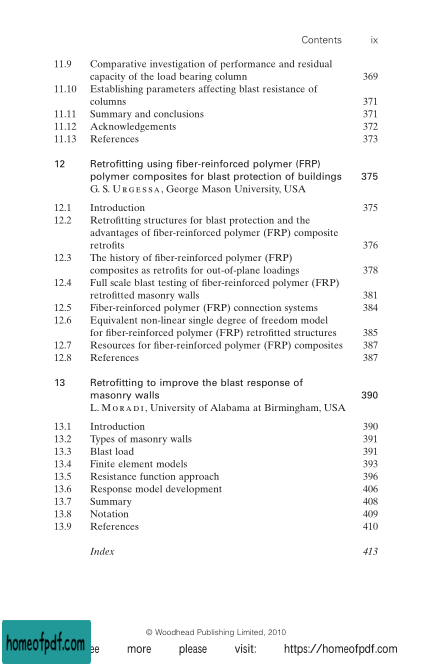 Contents ix
11.9 Comparative investigation of performance and residual
capacity of the load bearing column 369
11.10 Establishing parameters affecting blast resistance of
columns 371
11.11 Summary and conclusions 371
11.12 Acknowledgements 372
11.13 References 373
12 Retrofitting using fiber-reinforced polymer (FRP)
polymer composites for blast protection of buildings 375
G. S. URGESSA, George Mason University, USA
12.1 Introduction 375
12.2 Retrofitting structures for blast protection and the
advantages of fiber-reinforced polymer (FRP) composite
retrofits 376
12.3 The history of fiber-reinforced polymer (FRP)
composites as retrofits for out-of-plane loadings 378
12.4 Full scale blast testing of fiber-reinforced polymer (FRP)
retrofitted masonry walls 381
12.5 Fiber-reinforced polymer (FRP) connection systems 384
12.6 Equivalent non-linear single degree of freedom model
for fiber-reinforced polymer (FRP) retrofitted structures 385
12.7 Resources for fiber-reinforced polymer (FRP) composites 387
12.8 References 387
13 Retrofitting to improve the blast response of
masonry walls 390
L. MORADI, University of Alabama at Birmingham, USA
13.1 Introduction 390
13.2 Types of masonry walls 391
13.3 Blast load 391
13.4 Finite element models 393
13.5 Resistance function approach 396
13.6 Response model development 406
13.7 Summary 408
13.8 Notation 409
13.9 References 410
Index 413
© Woodhead Publishing Limited, 2010
homeofpdf.com
ee more please visit: https://homeofpdf.com